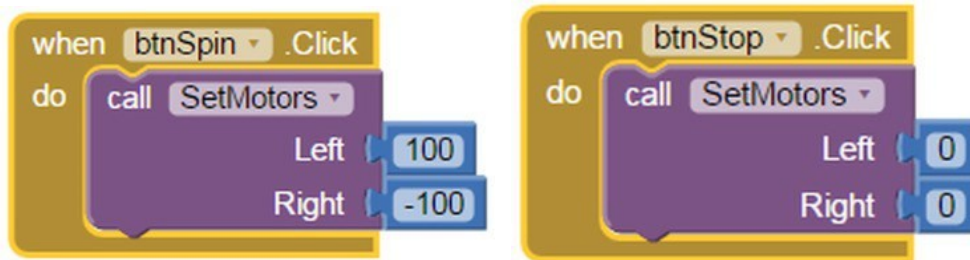 when btnSpin .Click
do call SetMotors
Left 100
Right -100
when btnStop .Click
do call SetMotors
Left 0
Right 0